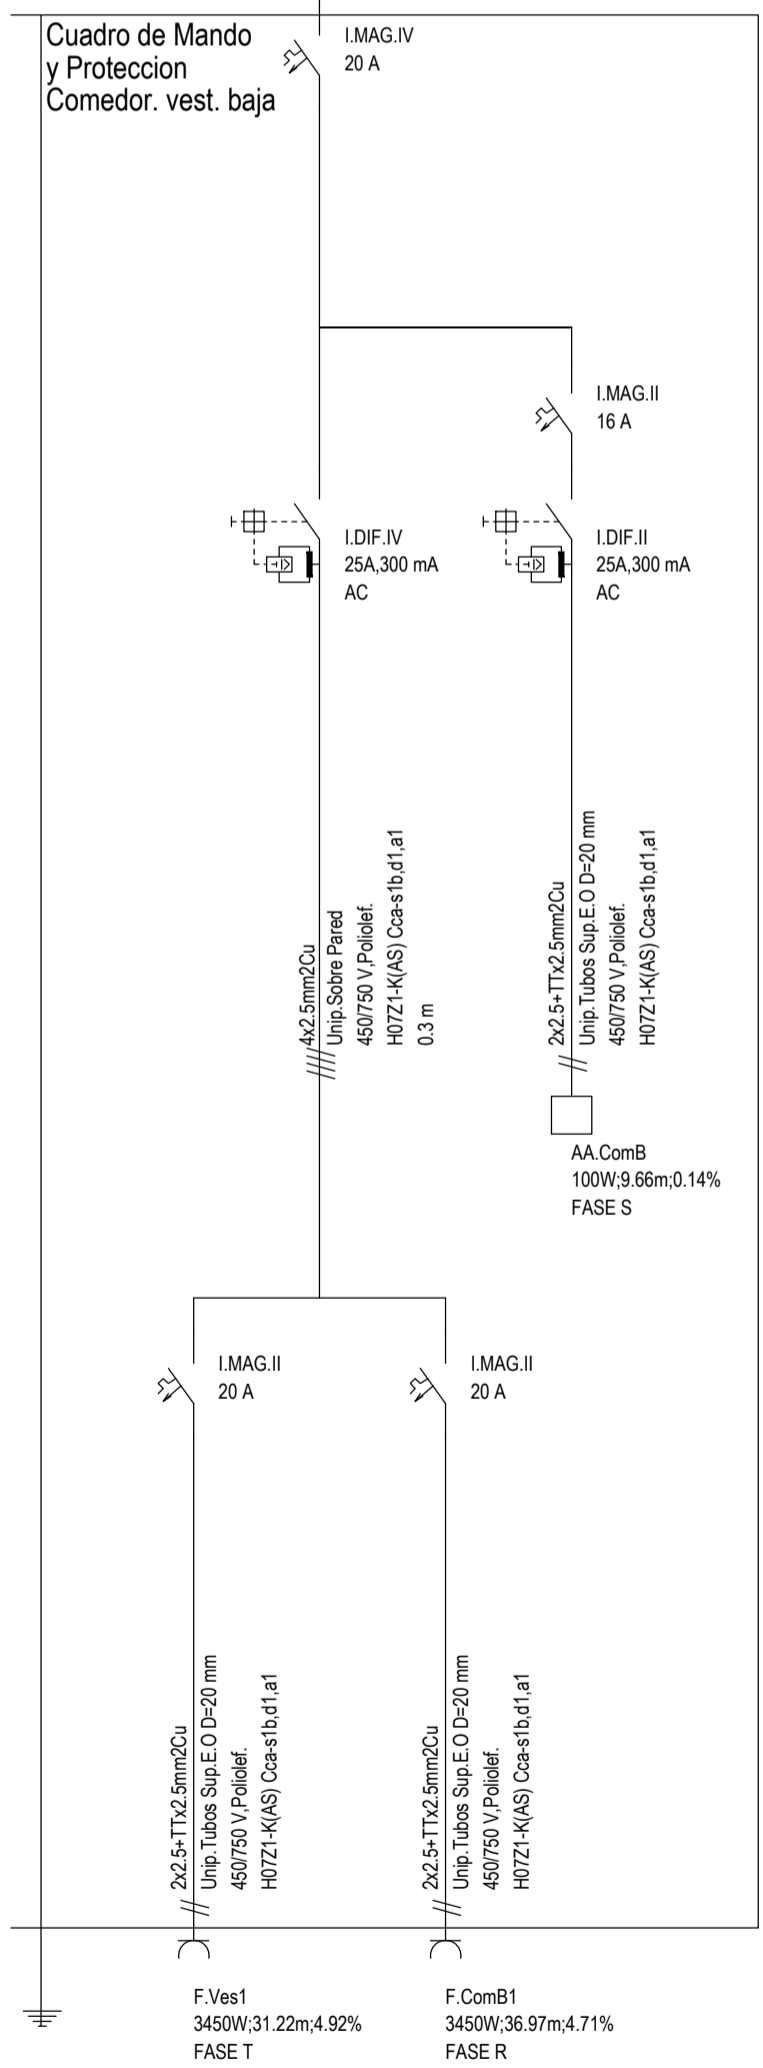 Cuadro de Mando
y Proteccion
Comedor. vest. baja
I.MAG.IV
20 A
I.MAG.II
16 A
I.DIF.IV
25A,300 mA
AC
I.DIF.II
25A,300 mA
AC
4x2.5mm2Cu
Unip.Sobre Pared
450/750 V,Poliolef.
H07Z1-K(AS) Cca-s1b,d1,a1
0.3 m
2x2.5+TTx2.5mm2Cu
Unip.Tubos Sup.E.O D=20 mm
450/750 V,Poliolef.
H07Z1-K(AS) Cca-s1b,d1,a1
AA.ComB
100W;9.66m;0.14%
FASE S
I.MAG.II
20 A
I.MAG.II
20 A
2x2.5+TTx2.5mm2Cu
Unip.Tubos Sup.E.O D=20 mm
450/750 V,Poliolef.
H07Z1-K(AS) Cca-s1b,d1,a1
2x2.5+TTx2.5mm2Cu
Unip.Tubos Sup.E.O D=20 mm
450/750 V,Poliolef.
H07Z1-K(AS) Cca-s1b,d1,a1
F.Ves1
3450W;31.22m;4.92%
FASE T
F.ComB1
3450W;36.97m;4.71%
FASE R